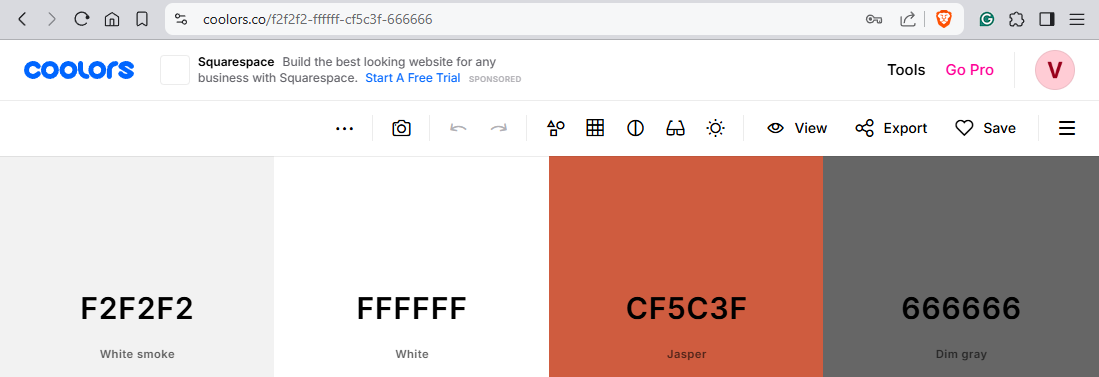 coolors.co/f2f2f2-ffffff-cf5c3f-666666
coolors
Squarespace Build the best looking website for any
business with Squarespace. Start A Free Trial SPONSORED
Tools Go Pro V
View Export Save
F2F2F2 FFFFFF CF5C3F 666666
White smoke White Jasper Dim gray